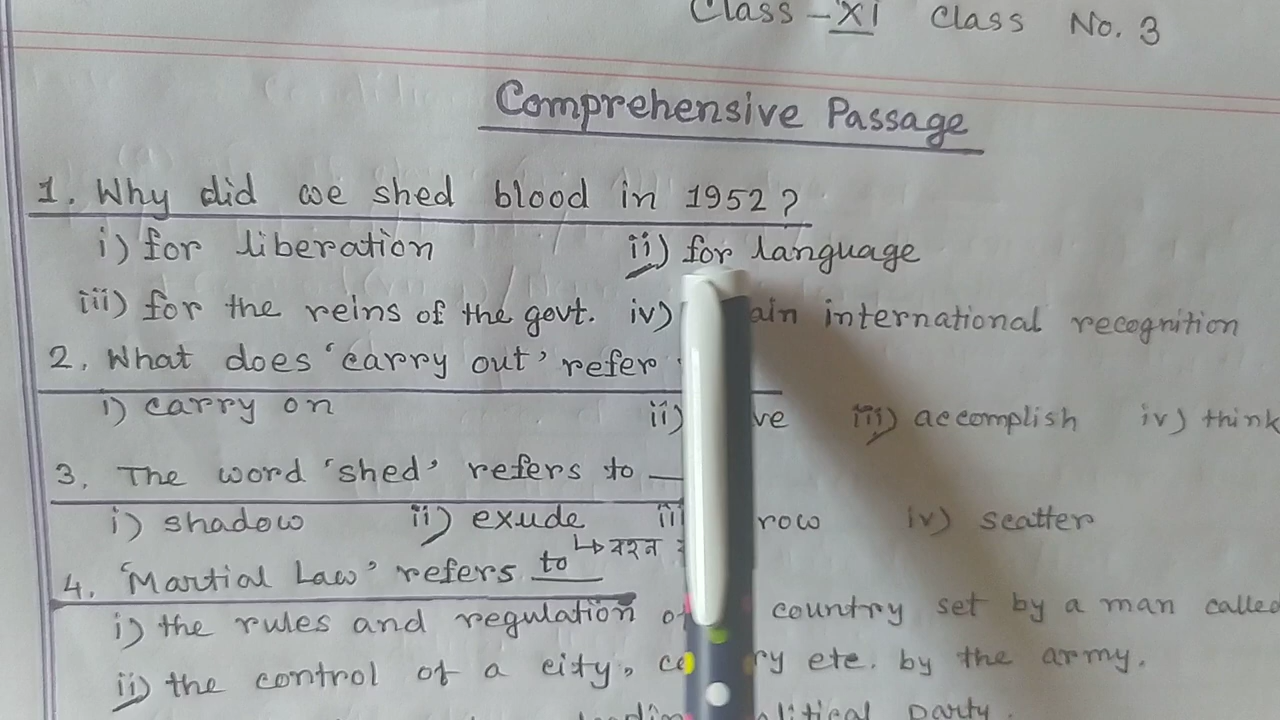 Class - XI Class No. 3
Comprehensive Passage
1. Why did we shed blood in 1952?
i) for liberation ii) for language
iii) for the reins of the govt. iv) international recognition
2. What does 'carry out' refer
i) carry on ii) iii) accomplish iv) think
3. The word 'shed' refers to
i) shadow ii) exude iv) scatter
4. 'Martial Law' refers to
i) the rules and regulation country set by a man called
ii) the control of a city, etc. by the army.
party.